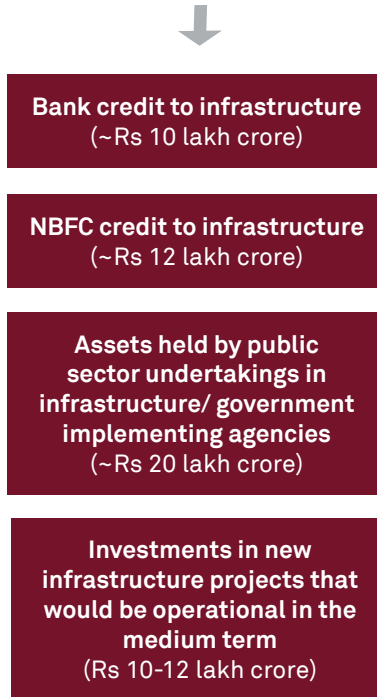 Bank credit to infrastructure
(~Rs 10 lakh crore)
NBFC credit to infrastructure
(~Rs 12 lakh crore)
Assets held by public
sector undertakings in
infrastructure/ government
implementing agencies
(~Rs 20 lakh crore)
Investments in new
infrastructure projects that
would be operational in the
medium term
(Rs 10-12 lakh crore)